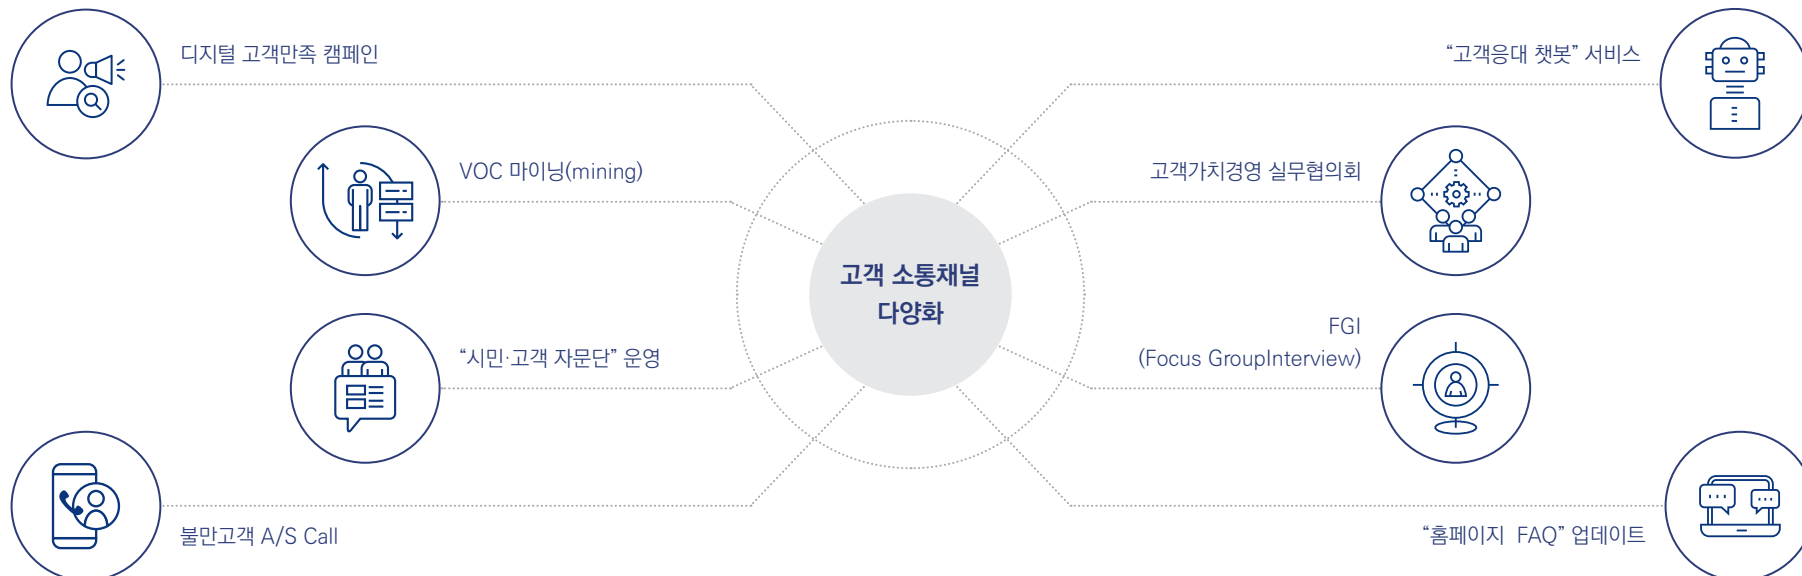 디지털 고객만족 캠페인
“고객응대 챗봇” 서비스
VOC 마이닝(mining)
고객가치경영 실무협의회
고객 소통채널
다양화
“시민·고객 자문단” 운영
FGI
(Focus GroupInterview)
불만고객 A/S Call
“홈페이지  FAQ” 업데이트